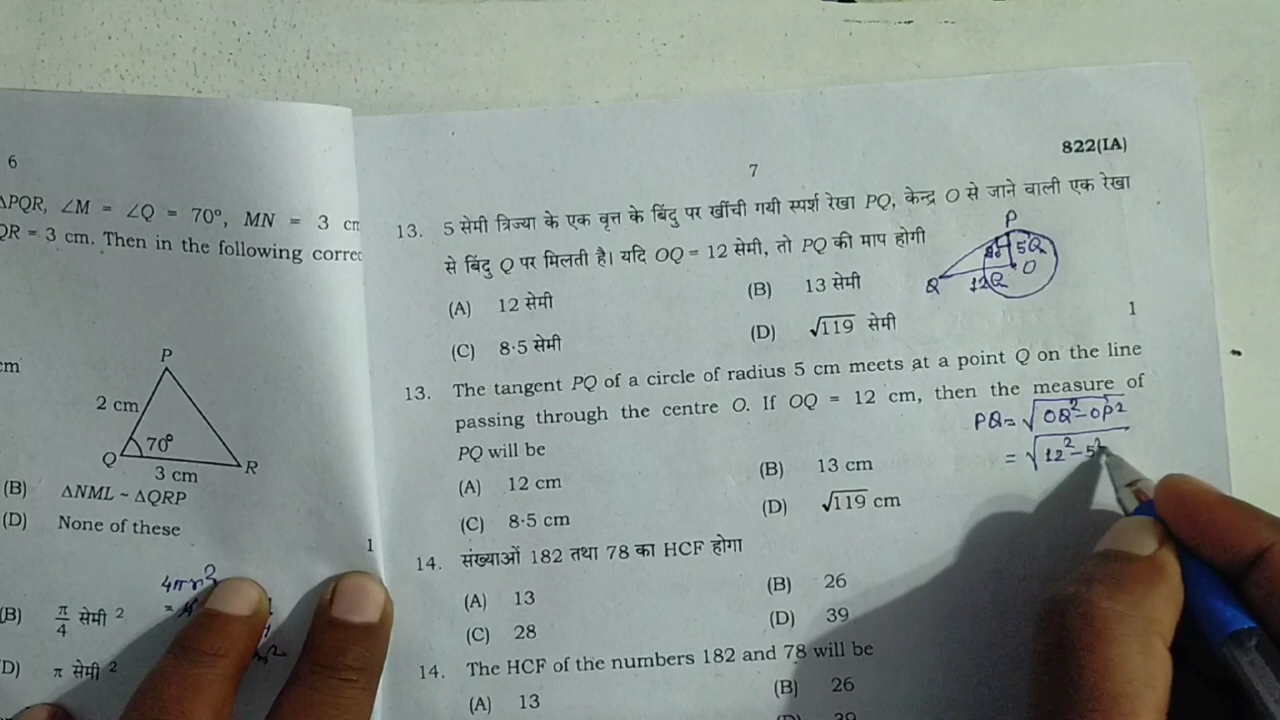 6
ΔPQR, ∠M = ∠Q = 70°, MN = 3 cm
QR = 3 cm. Then in the following correc
cm
P
2 cm
70°
Q
3 cm
R
(B) ΔNML ~ ΔQRP
(D) None of these
1
4πr²
(B) π/4 सेमी 2
(D) π सेमी 2
822(IA)
7
13. 5 सेमी त्रिज्या के एक वृत्त के बिंदु पर खींची गयी स्पर्श रेखा PQ, केन्द्र O से जाने वाली एक रेखा
से बिंदु Q पर मिलती है। यदि OQ = 12 सेमी, तो PQ की माप होगी
P
O
Q
(A) 12 सेमी
(B) 13 सेमी
(C) 8·5 सेमी
(D) √119 सेमी
1
13. The tangent PQ of a circle of radius 5 cm meets at a point Q on the line
passing through the centre O. If OQ = 12 cm, then the measure of
PQ will be
PQ = √OQ² - OP²
= √12² - 5²
(A) 12 cm
(B) 13 cm
(C) 8·5 cm
(D) √119 cm
14. संख्याओं 182 तथा 78 का HCF होगा
(A) 13
(B) 26
(C) 28
(D) 39
14. The HCF of the numbers 182 and 78 will be
(A) 13
(B) 26
(D) 39